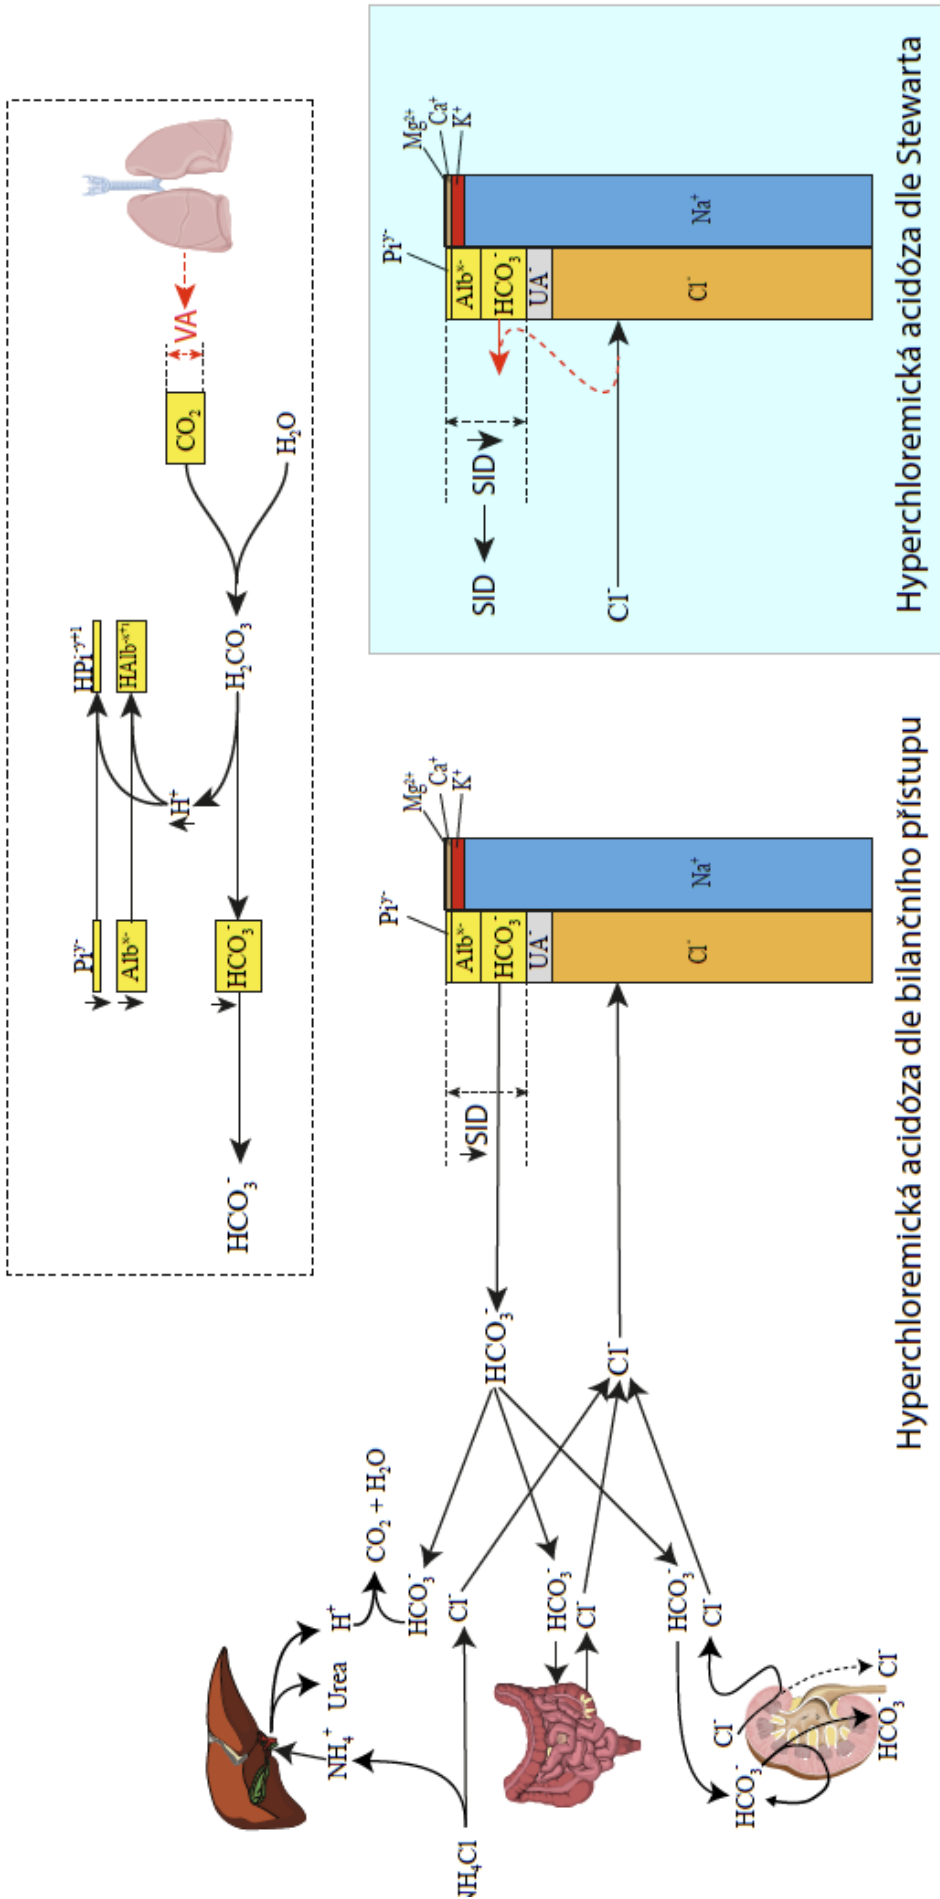 Pi^y-
HPi^-y+1
Alb^x-
HAlb^-x+1
H⁺
CO₂
VA
HCO₃⁻
HCO₃⁻
H₂CO₃
H₂O
NH₄⁺
Urea
H⁺
CO₂ + H₂O
NH₄Cl
HCO₃⁻
Cl⁻
HCO₃⁻
HCO₃⁻
Cl⁻
HCO₃⁻
Cl⁻
Cl⁻
HCO₃⁻
Cl⁻
HCO₃⁻
Cl⁻
SID
Pi^y-
Mg²⁺
Ca⁺
K⁺
Alb^x-
HCO₃⁻
UA⁻
Cl⁻
Na⁺
Hyperchloremická acidóza dle bilančního přístupu
SID
SID
Cl⁻
Pi^y-
Mg²⁺
Ca⁺
K⁺
Alb^x-
HCO₃⁻
UA⁻
Cl⁻
Na⁺
Hyperchloremická acidóza dle Stewarta